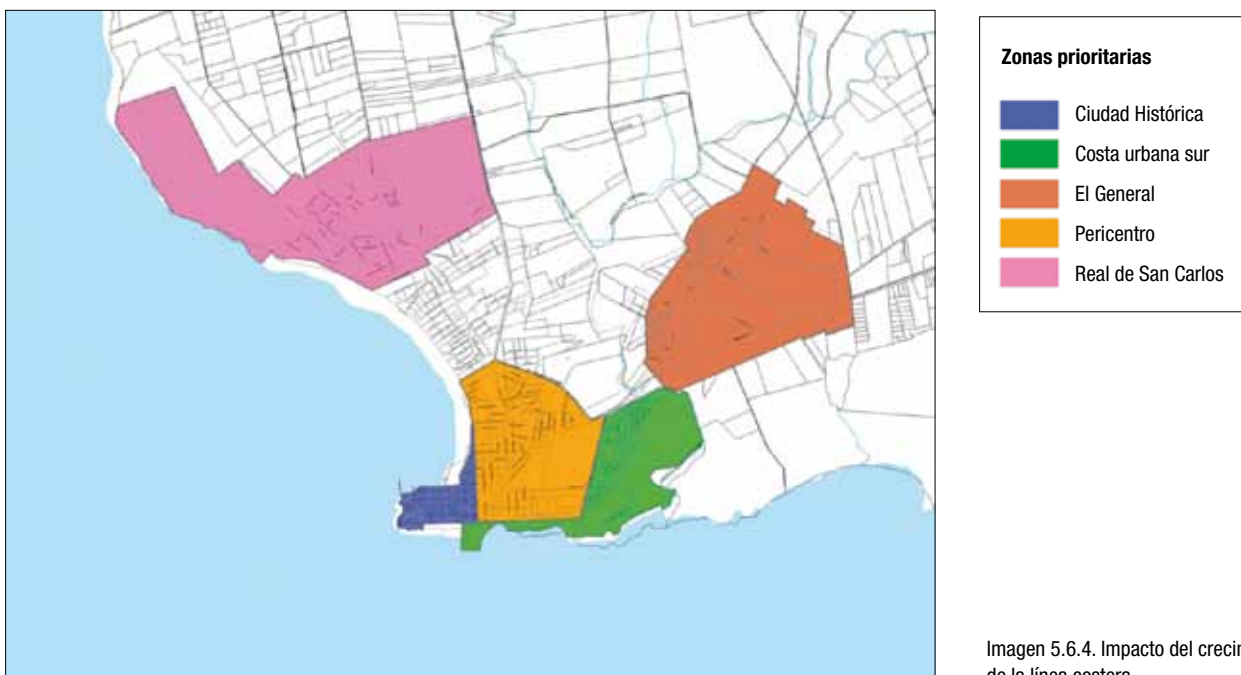 Zonas prioritarias
Ciudad Histórica
Costa urbana sur
El General
Pericentro
Real de San Carlos
Imagen 5.6.4. Impacto del
de la línea costera